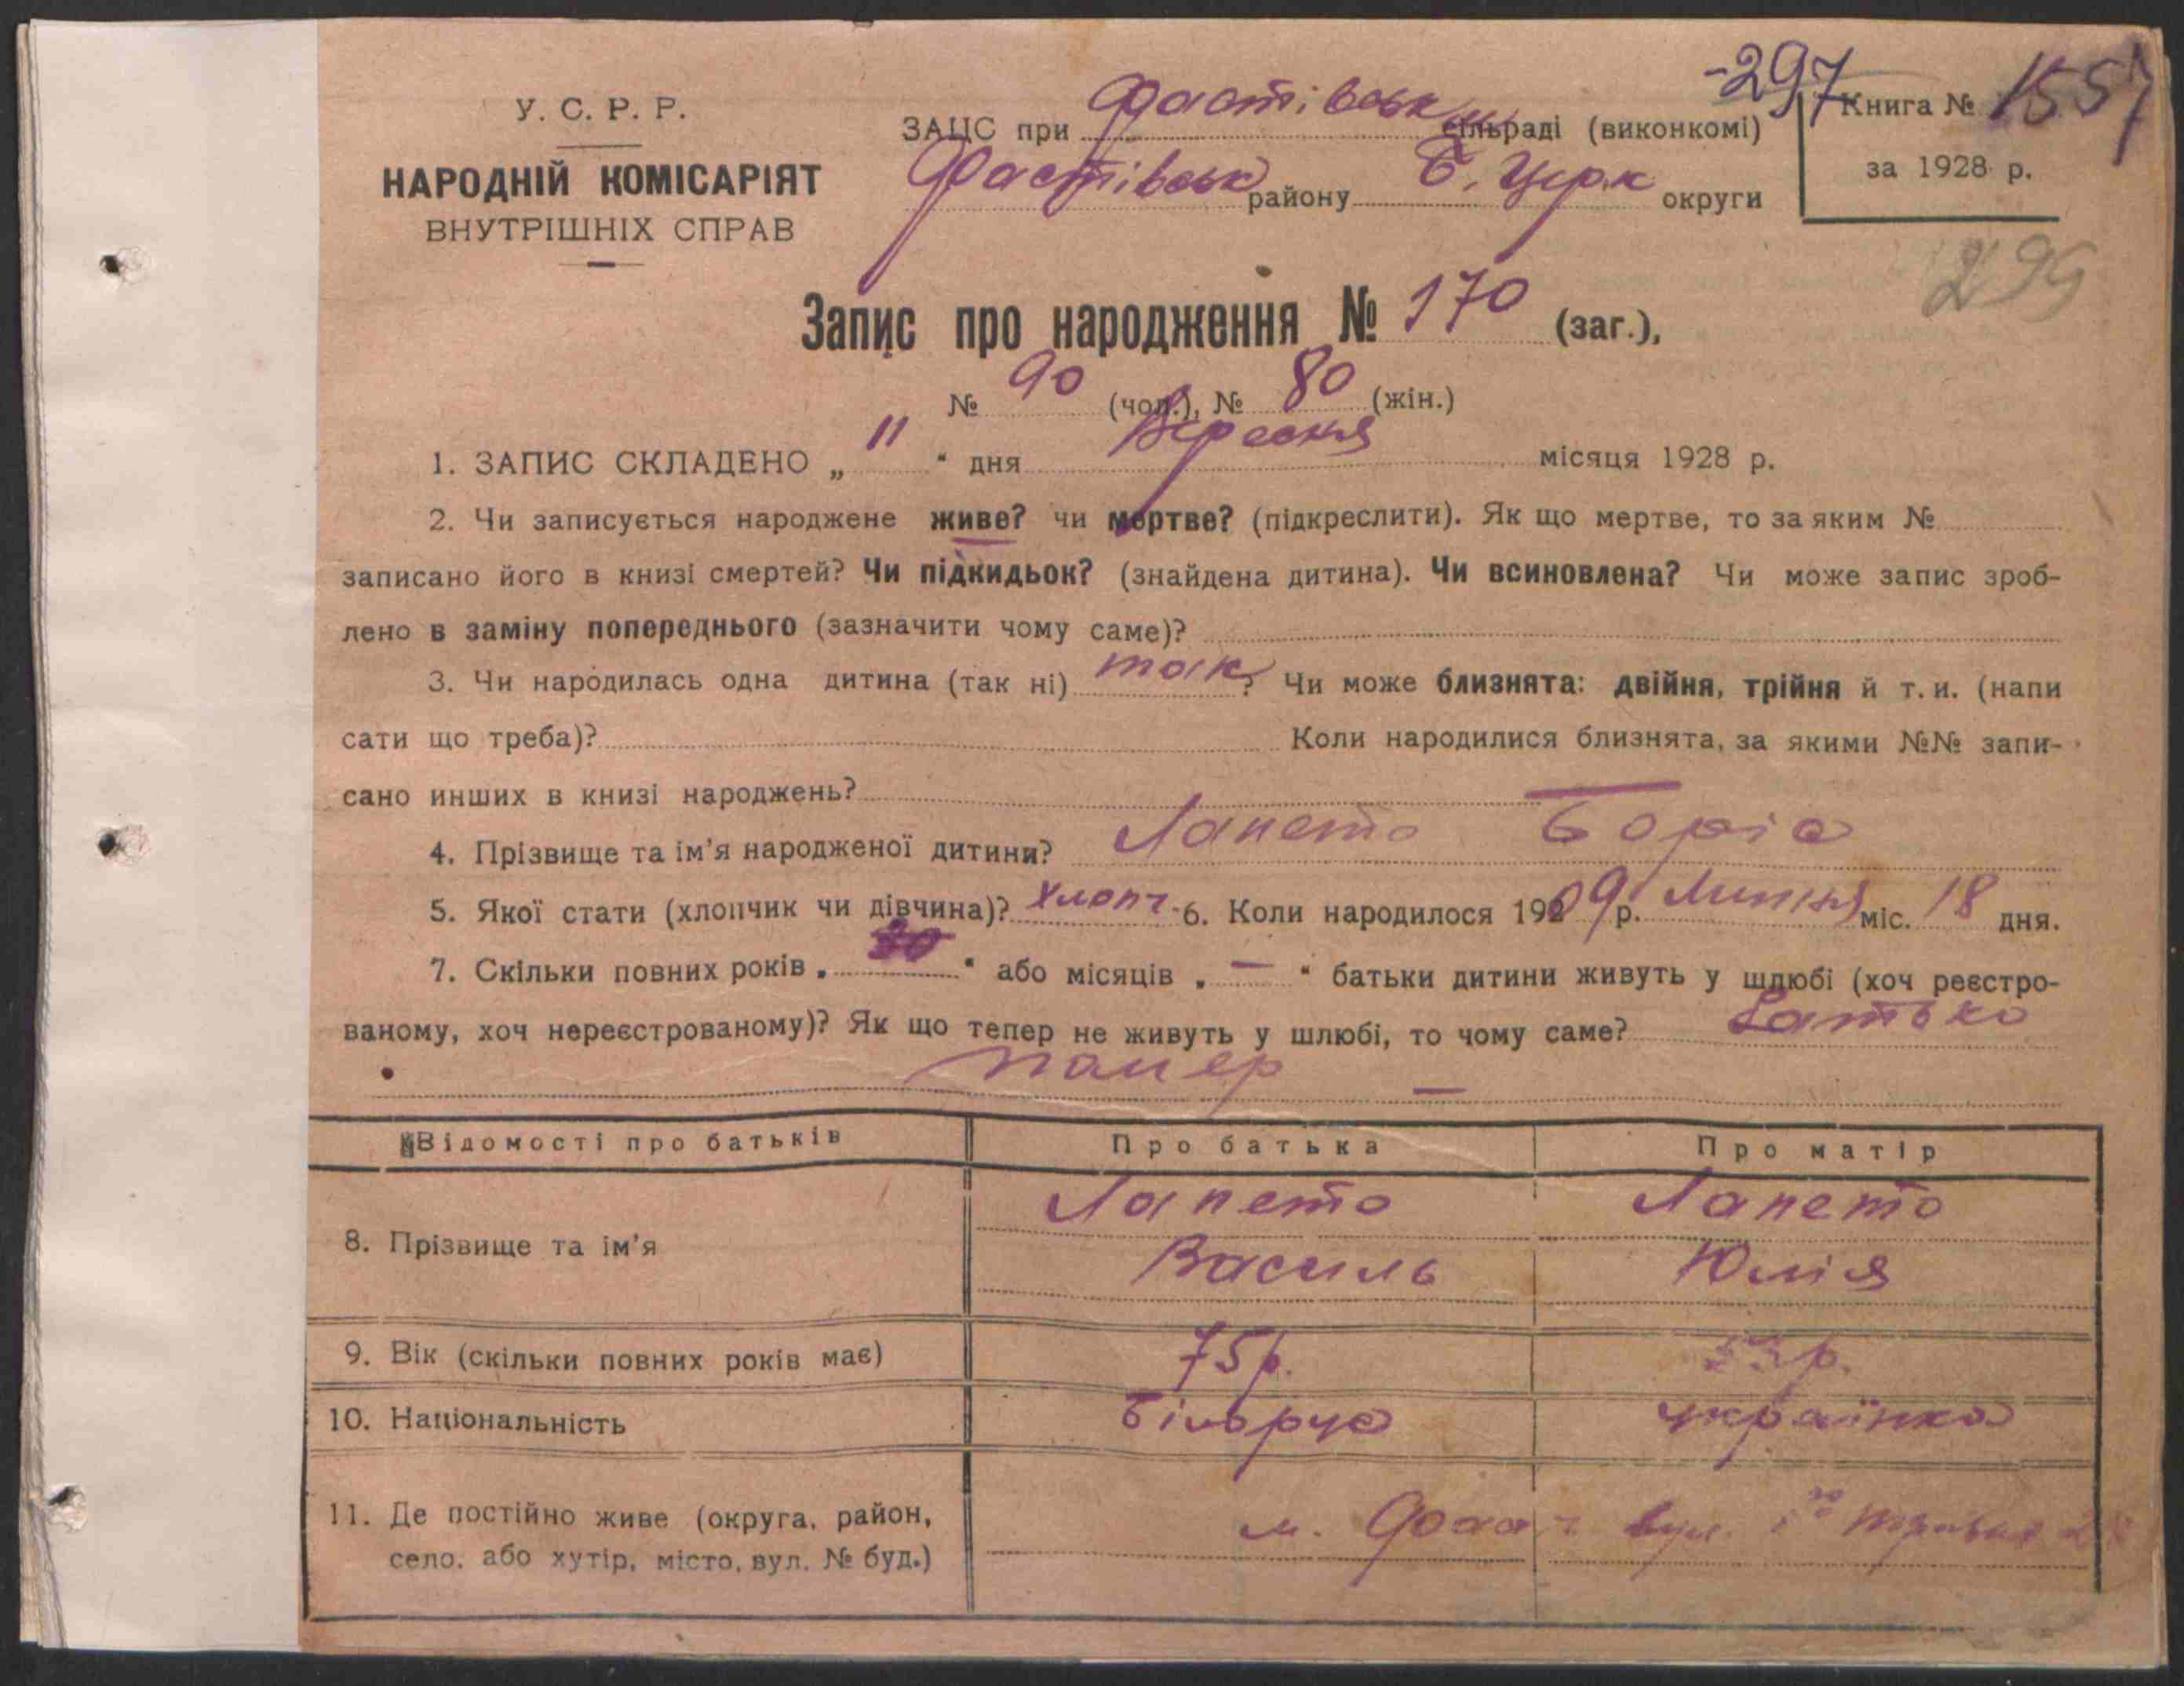 -297
У. С. Р. Р.
НАРОДНІЙ КОМІСАРІЯТ
ВНУТРІШНІХ СПРАВ
ЗАЦС при Фастівськ сільраді (виконкомі)
Фастівськ району Б. Церк округи
Книга № 1557
за 1928 р.
299
Запис про народження № 170 (заг.),
№ 90 (чол.), № 80 (жін.)
1. ЗАПИС СКЛАДЕНО „ 11 " дня Вересня місяця 1928 р.
2. Чи записується народжене живе? чи мертве? (підкреслити). Як що мертве, то за яким №
записано його в книзі смертей? Чи підкидьок? (знайдена дитина). Чи всиновлена? Чи може запис зроб-
лено в заміну попереднього (зазначити чому саме)?
3. Чи народилась одна дитина (так ні) так? Чи може близнята: двійня, трійня й т. и. (напи
сати що треба)? Коли народилися близнята, за якими №№ запи-
сано инших в книзі народжень?
4. Прізвище та ім'я народженої дитини? Лапето Боріс
5. Якої стати (хлопчик чи дівчина)? хлопч 6. Коли народилося 1909 р. Липня міс. 18 дня.
7. Скільки повних років „ 30 " або місяців „ — " батьки дитини живуть у шлюбі (хоч реєстро-
ваному, хоч нереєстрованому)? Як що тепер не живуть у шлюбі, то чому саме? Батько
помер —
Відомості про батьків Про батька Про матір
8. Прізвище та ім'я Лапето Лапето
Василь Юлія
9. Вік (скільки повних років має) 75 р. р.
10. Національність Більорус українка
11. Де постійно живе (округа, район,
село, або хутір, місто, вул. № буд.) м. Фаст вул. 1го травня